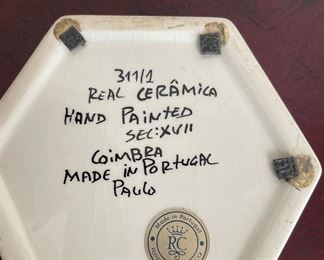 311/1
REAL CERÂMICA
HAND PAINTED
SEC:XVII
COIMBRA
MADE IN PORTUGAL
PAULO
Made in Portugal
RC